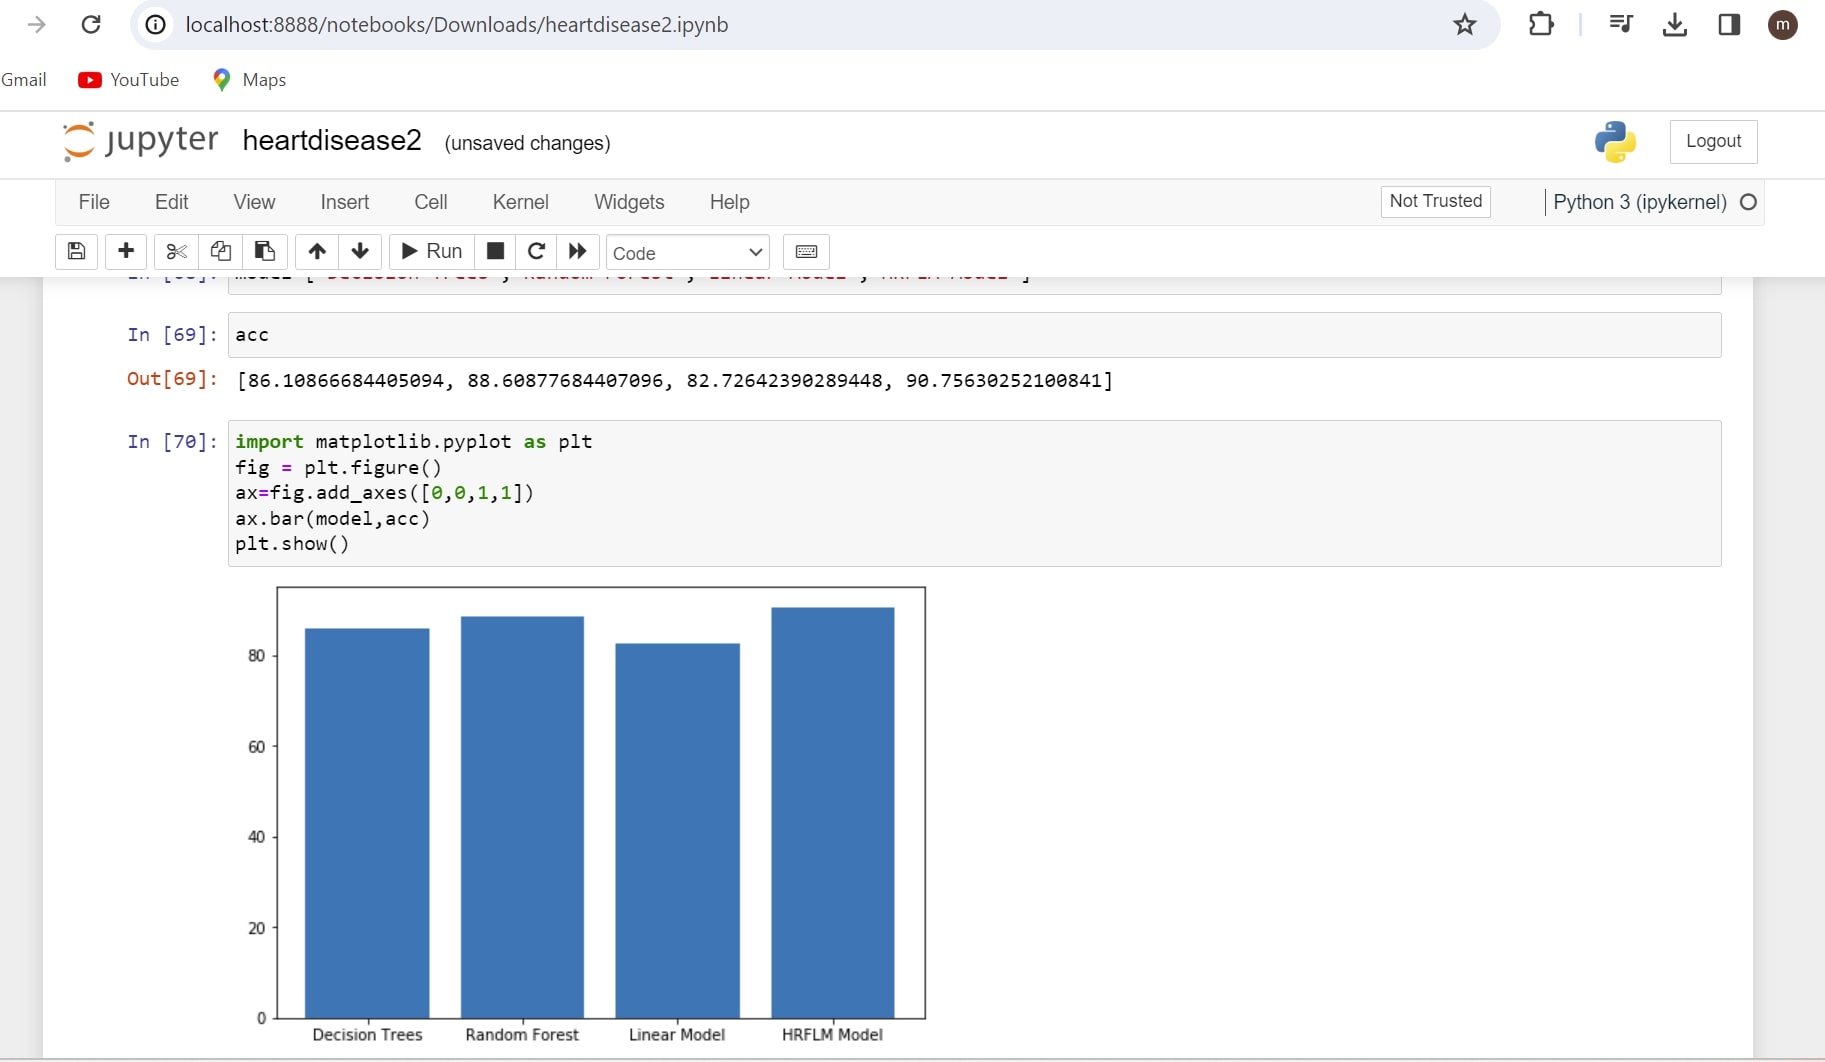 localhost:8888/notebooks/Downloads/heartdisease2.ipynb
m
Gmail YouTube Maps
jupyter heartdisease2 (unsaved changes)
Logout
File Edit View Insert Cell Kernel Widgets Help
Not Trusted
Python 3 (ipykernel)
Run
Code
In [69]: acc
Out[69]: [86.10866684405094, 88.60877684407096, 82.72642390289448, 90.75630252100841]
In [70]: import matplotlib.pyplot as plt
fig = plt.figure()
ax=fig.add_axes([0,0,1,1])
ax.bar(model,acc)
plt.show()
80
60
40
20
0
Decision Trees Random Forest Linear Model HRFLM Model